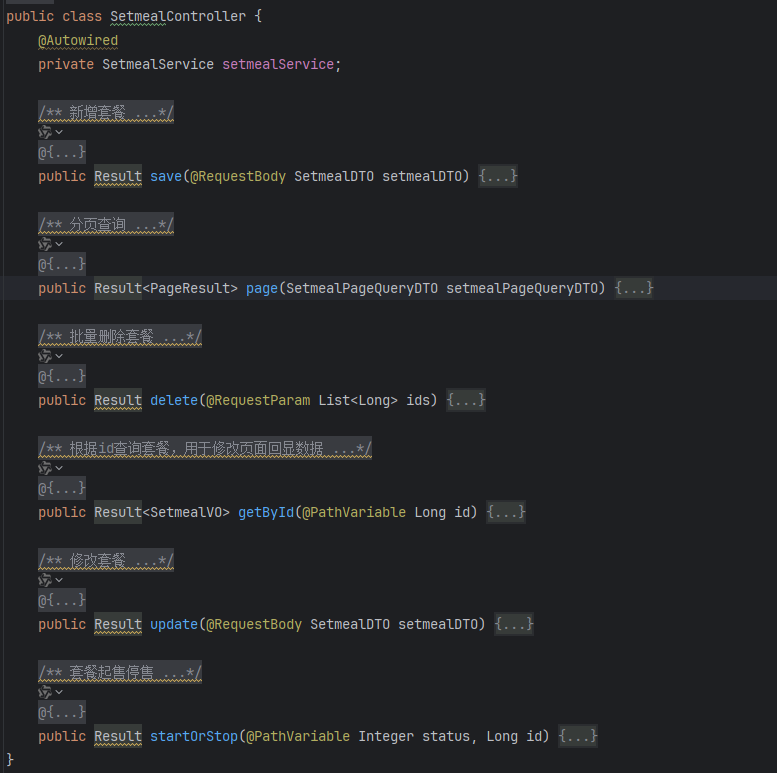 public class SetmealController {
@Autowired
private SetmealService setmealService;
/** 新增套餐 ...*/
@{...}
public Result save(@RequestBody SetmealDTO setmealDTO) {...}
/** 分页查询 ...*/
@{...}
public Result<PageResult> page(SetmealPageQueryDTO setmealPageQueryDTO) {...}
/** 批量删除套餐 ...*/
@{...}
public Result delete(@RequestParam List<Long> ids) {...}
/** 根据id查询套餐，用于修改页面回显数据 ...*/
@{...}
public Result<SetmealVO> getById(@PathVariable Long id) {...}
/** 修改套餐 ...*/
@{...}
public Result update(@RequestBody SetmealDTO setmealDTO) {...}
/** 套餐起售停售 ...*/
@{...}
public Result startOrStop(@PathVariable Integer status, Long id) {...}
}